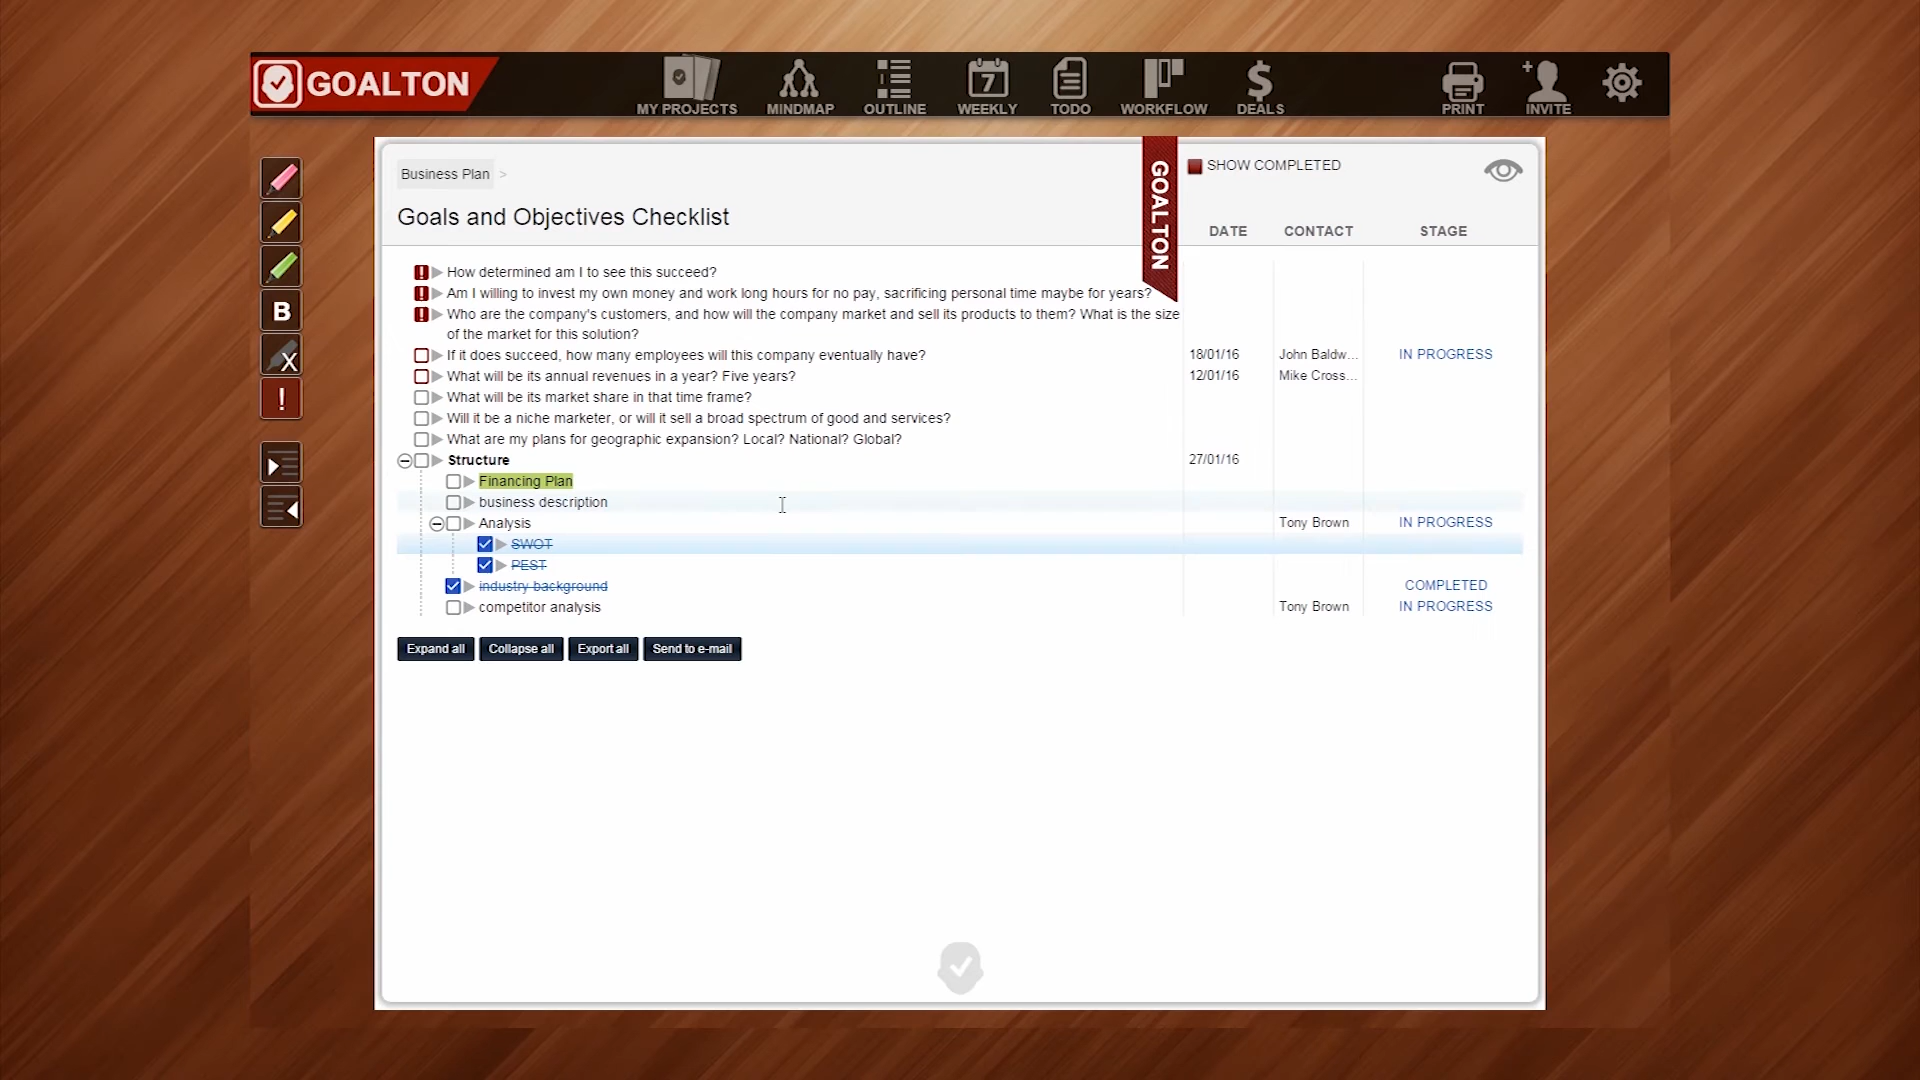 GOALTON
MY PROJECTS
MINDMAP
OUTLINE
7
WEEKLY
TODO
WORKFLOW
$
DEALS
PRINT
+
INVITE
Business Plan >
GOALTON
SHOW COMPLETED
Goals and Objectives Checklist
DATE CONTACT STAGE
! How determined am I to see this succeed?
! Am I willing to invest my own money and work long hours for no pay, sacrificing personal time maybe for years?
! Who are the company's customers, and how will the company market and sell its products to them? What is the size
of the market for this solution?
If it does succeed, how many employees will this company eventually have? 18/01/16 John Baldw... IN PROGRESS
What will be its annual revenues in a year? Five years? 12/01/16 Mike Cross...
What will be its market share in that time frame?
Will it be a niche marketer, or will it sell a broad spectrum of good and services?
What are my plans for geographic expansion? Local? National? Global?
Structure 27/01/16
Financing Plan
business description
Analysis Tony Brown IN PROGRESS
SWOT
PEST
industry background COMPLETED
competitor analysis Tony Brown IN PROGRESS
Expand all Collapse all Export all Send to e-mail
B
X
!